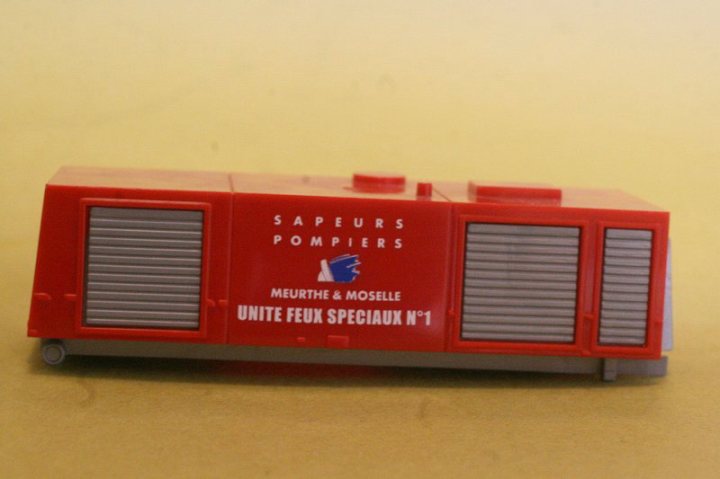 SAPEURS
POMPIERS
MEURTHE & MOSELLE
UNITE FEUX SPECIAUX N°1